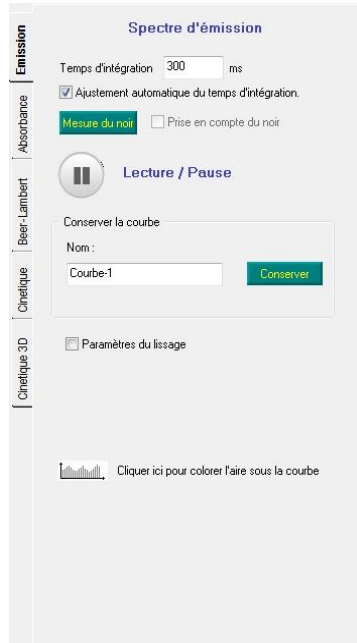 Emission
Absorbance
Beer-Lambert
Cinetique
Cinetique 3D
Spectre d'émission
Temps d'intégration 300 ms
Ajustement automatique du temps d'intégration.
Mesure du noir Prise en compte du noir
Lecture / Pause
Conserver la courbe
Nom :
Courbe-1 Conserver
Paramètres du lissage
Cliquer ici pour colorer l'aire sous la courbe